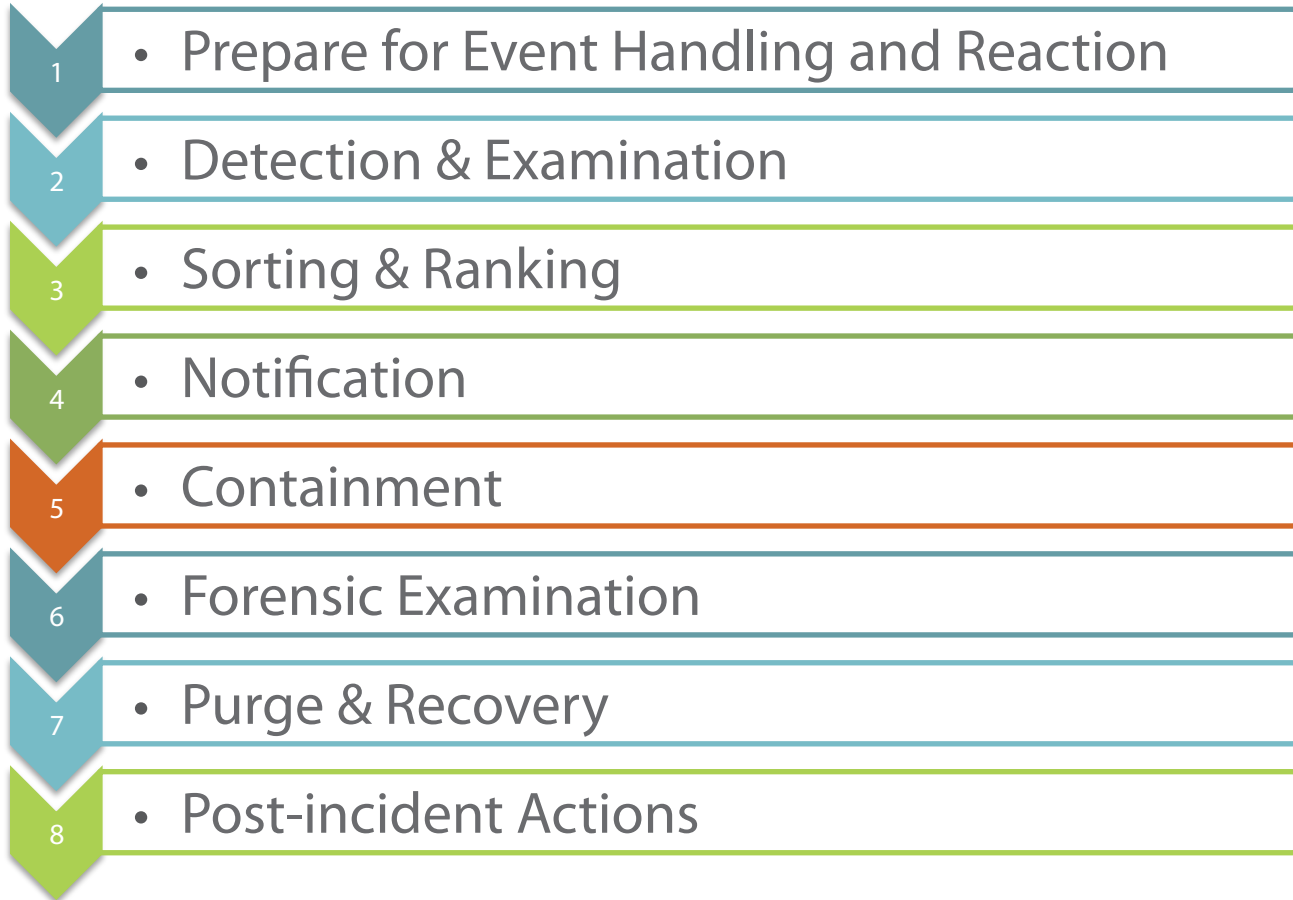 1 • Prepare for Event Handling and Reaction
2 • Detection & Examination
3 • Sorting & Ranking
4 • Notification
5 • Containment
6 • Forensic Examination
7 • Purge & Recovery
8 • Post-incident Actions